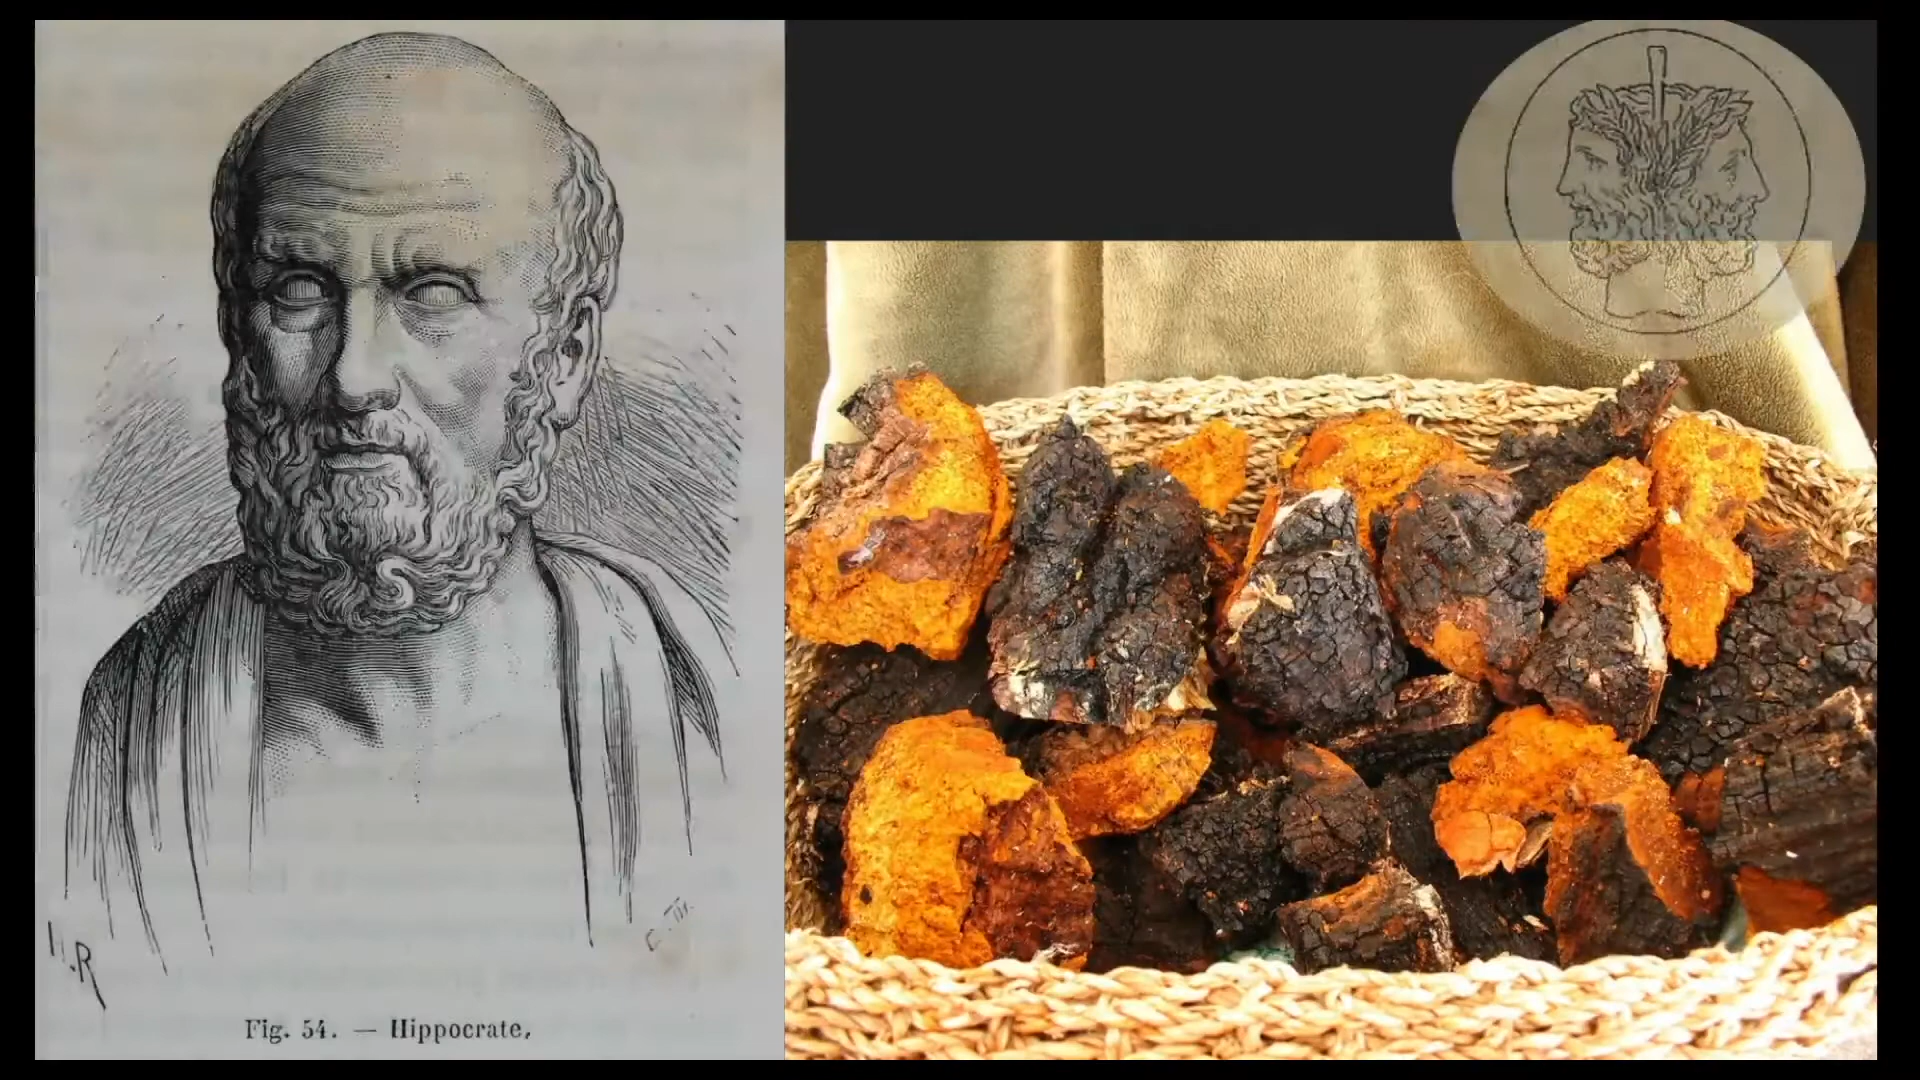 Fig. 54. — Hippocrate.
H.R